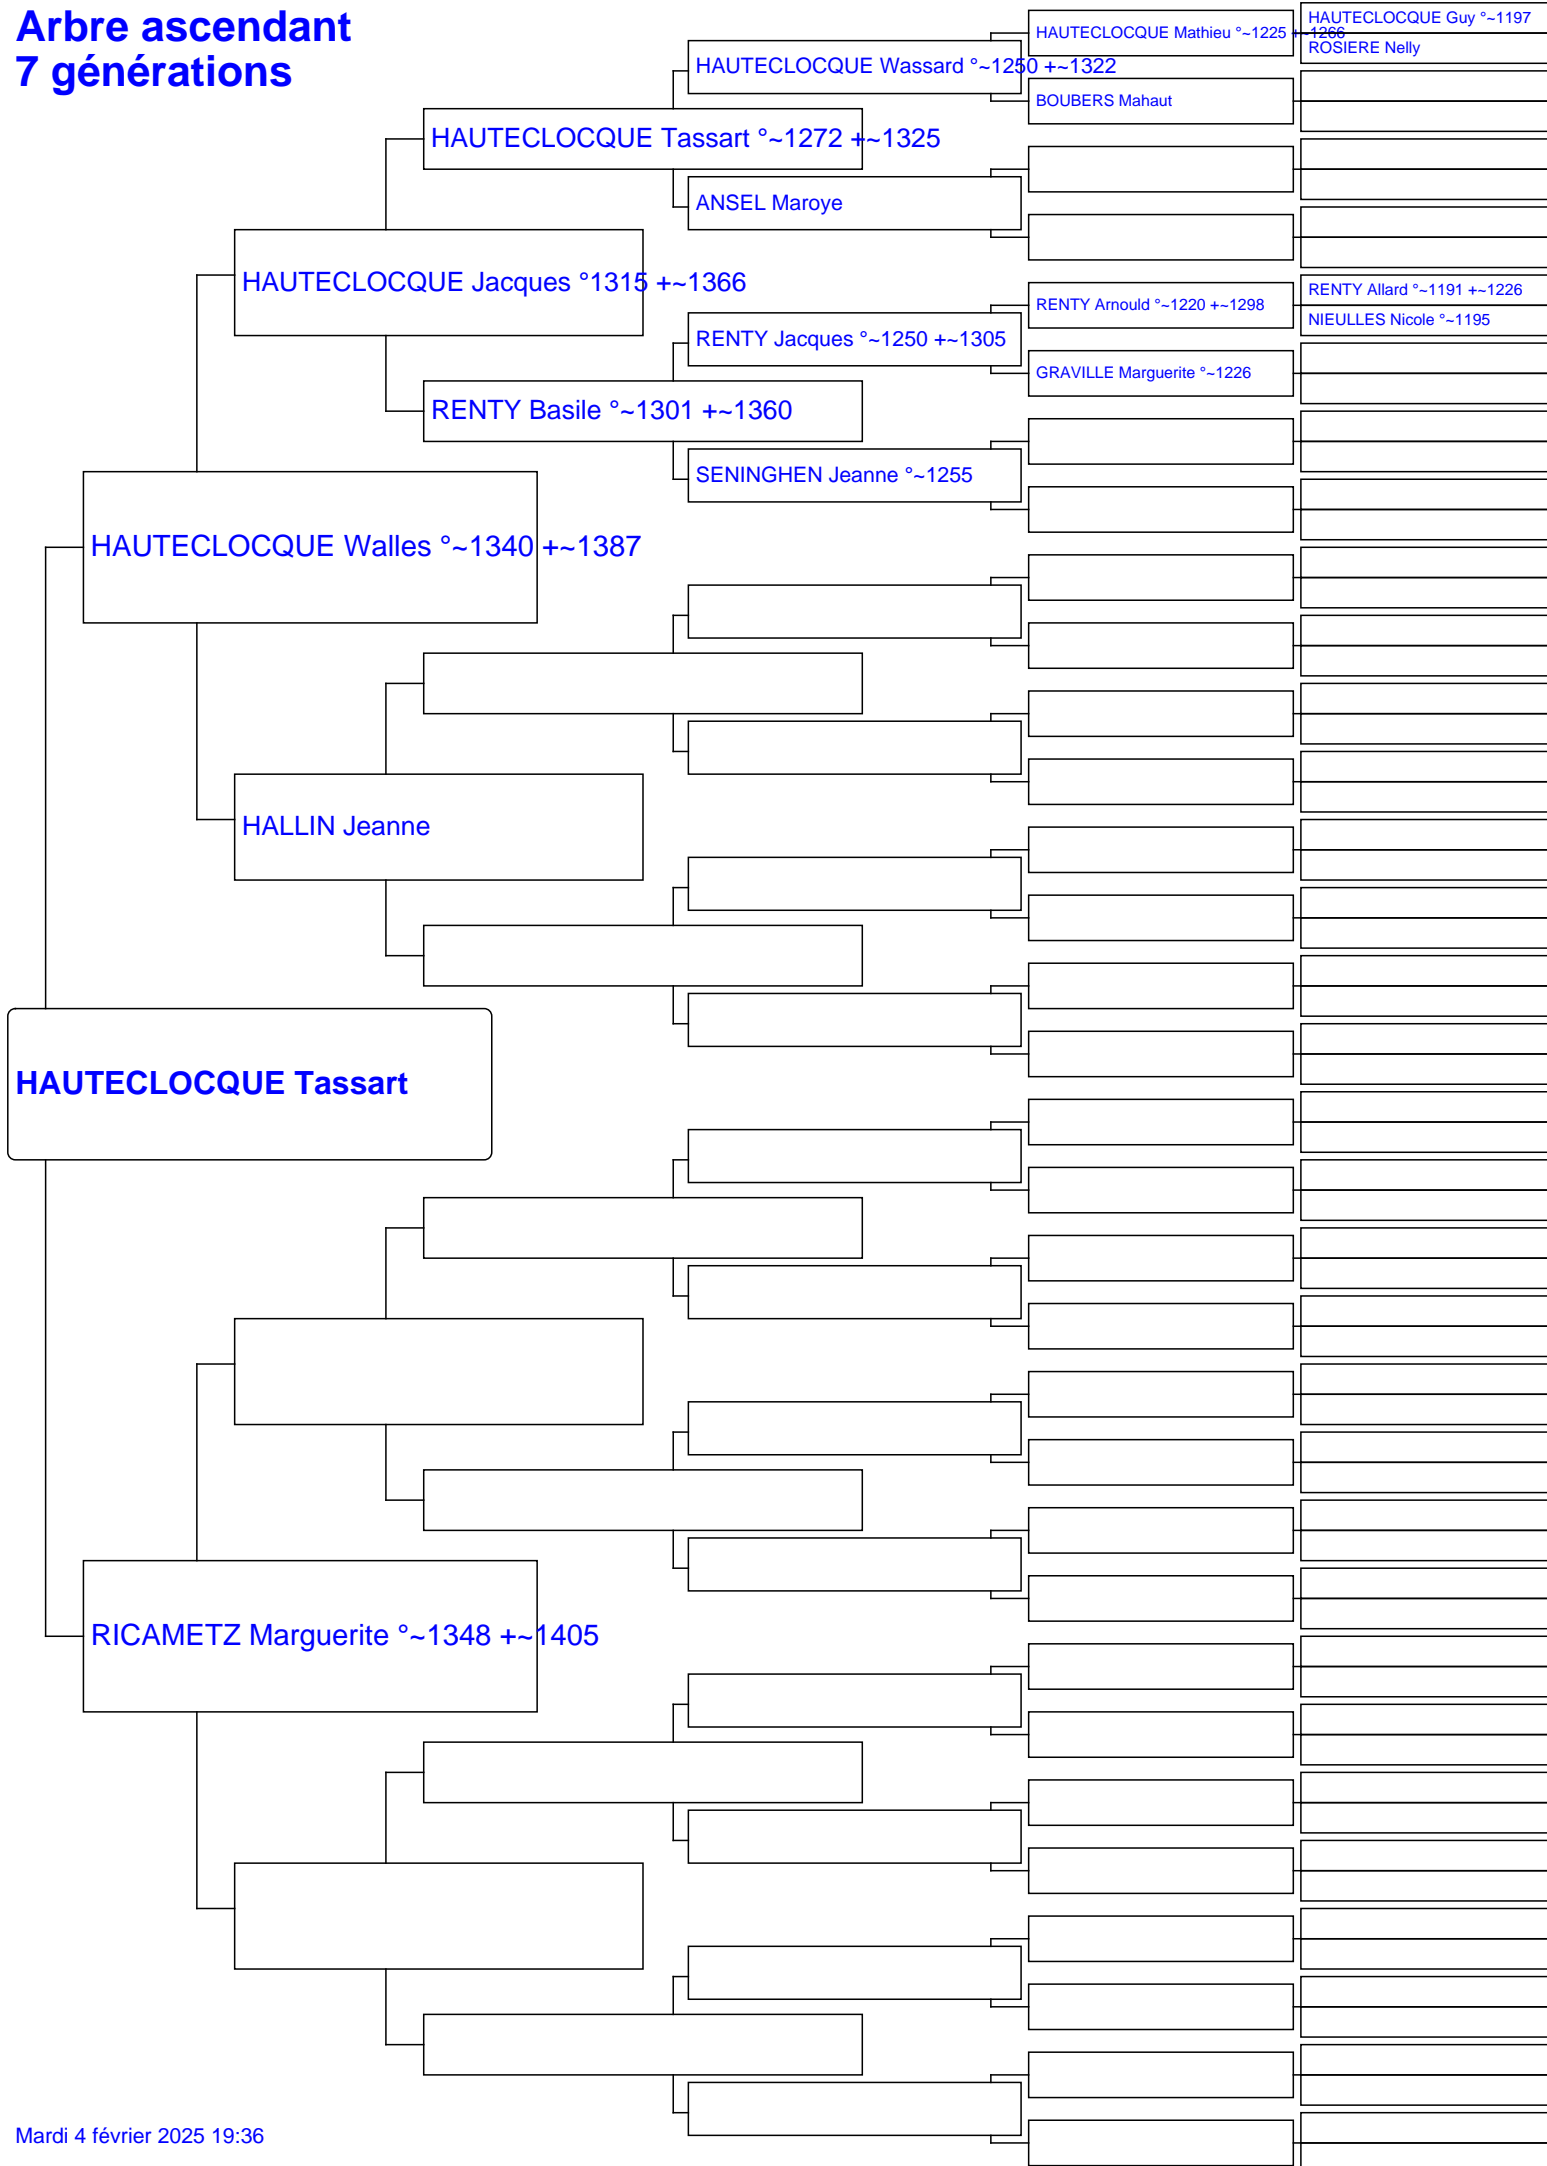 Arbre ascendant
7 générations
HAUTECLOCQUE Guy °~1197
HAUTECLOCQUE Mathieu °~1225 +~1266
ROSIERE Nelly
HAUTECLOCQUE Wassard °~1250 +~1322
BOUBERS Mahaut
HAUTECLOCQUE Tassart °~1272 +~1325
ANSEL Maroye
HAUTECLOCQUE Jacques °1315 +~1366
RENTY Allard °~1191 +~1226
RENTY Arnould °~1220 +~1298
NIEULLES Nicole °~1195
RENTY Jacques °~1250 +~1305
GRAVILLE Marguerite °~1226
RENTY Basile °~1301 +~1360
SENINGHEN Jeanne °~1255
HAUTECLOCQUE Walles °~1340 +~1387
HALLIN Jeanne
HAUTECLOCQUE Tassart
RICAMETZ Marguerite °~1348 +~1405
Mardi 4 février 2025 19:36